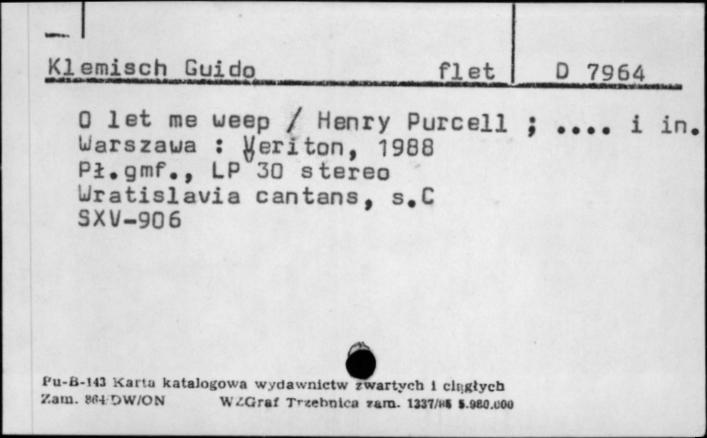 Klemisch Guido flet D 7964
O let me weep / Henry Purcell ; .... i in.
Warszawa : Veriton, 1988
Pł.gmf., LP 30 stereo
Wratislavia cantans, s.C
SXV-906
Pu-B-143 Karta katalogowa wydawnictw zwartych i ciągłych
Zam. 864/DW/ON WZGraf Trzebnica zam. 1337/86 5.980.000